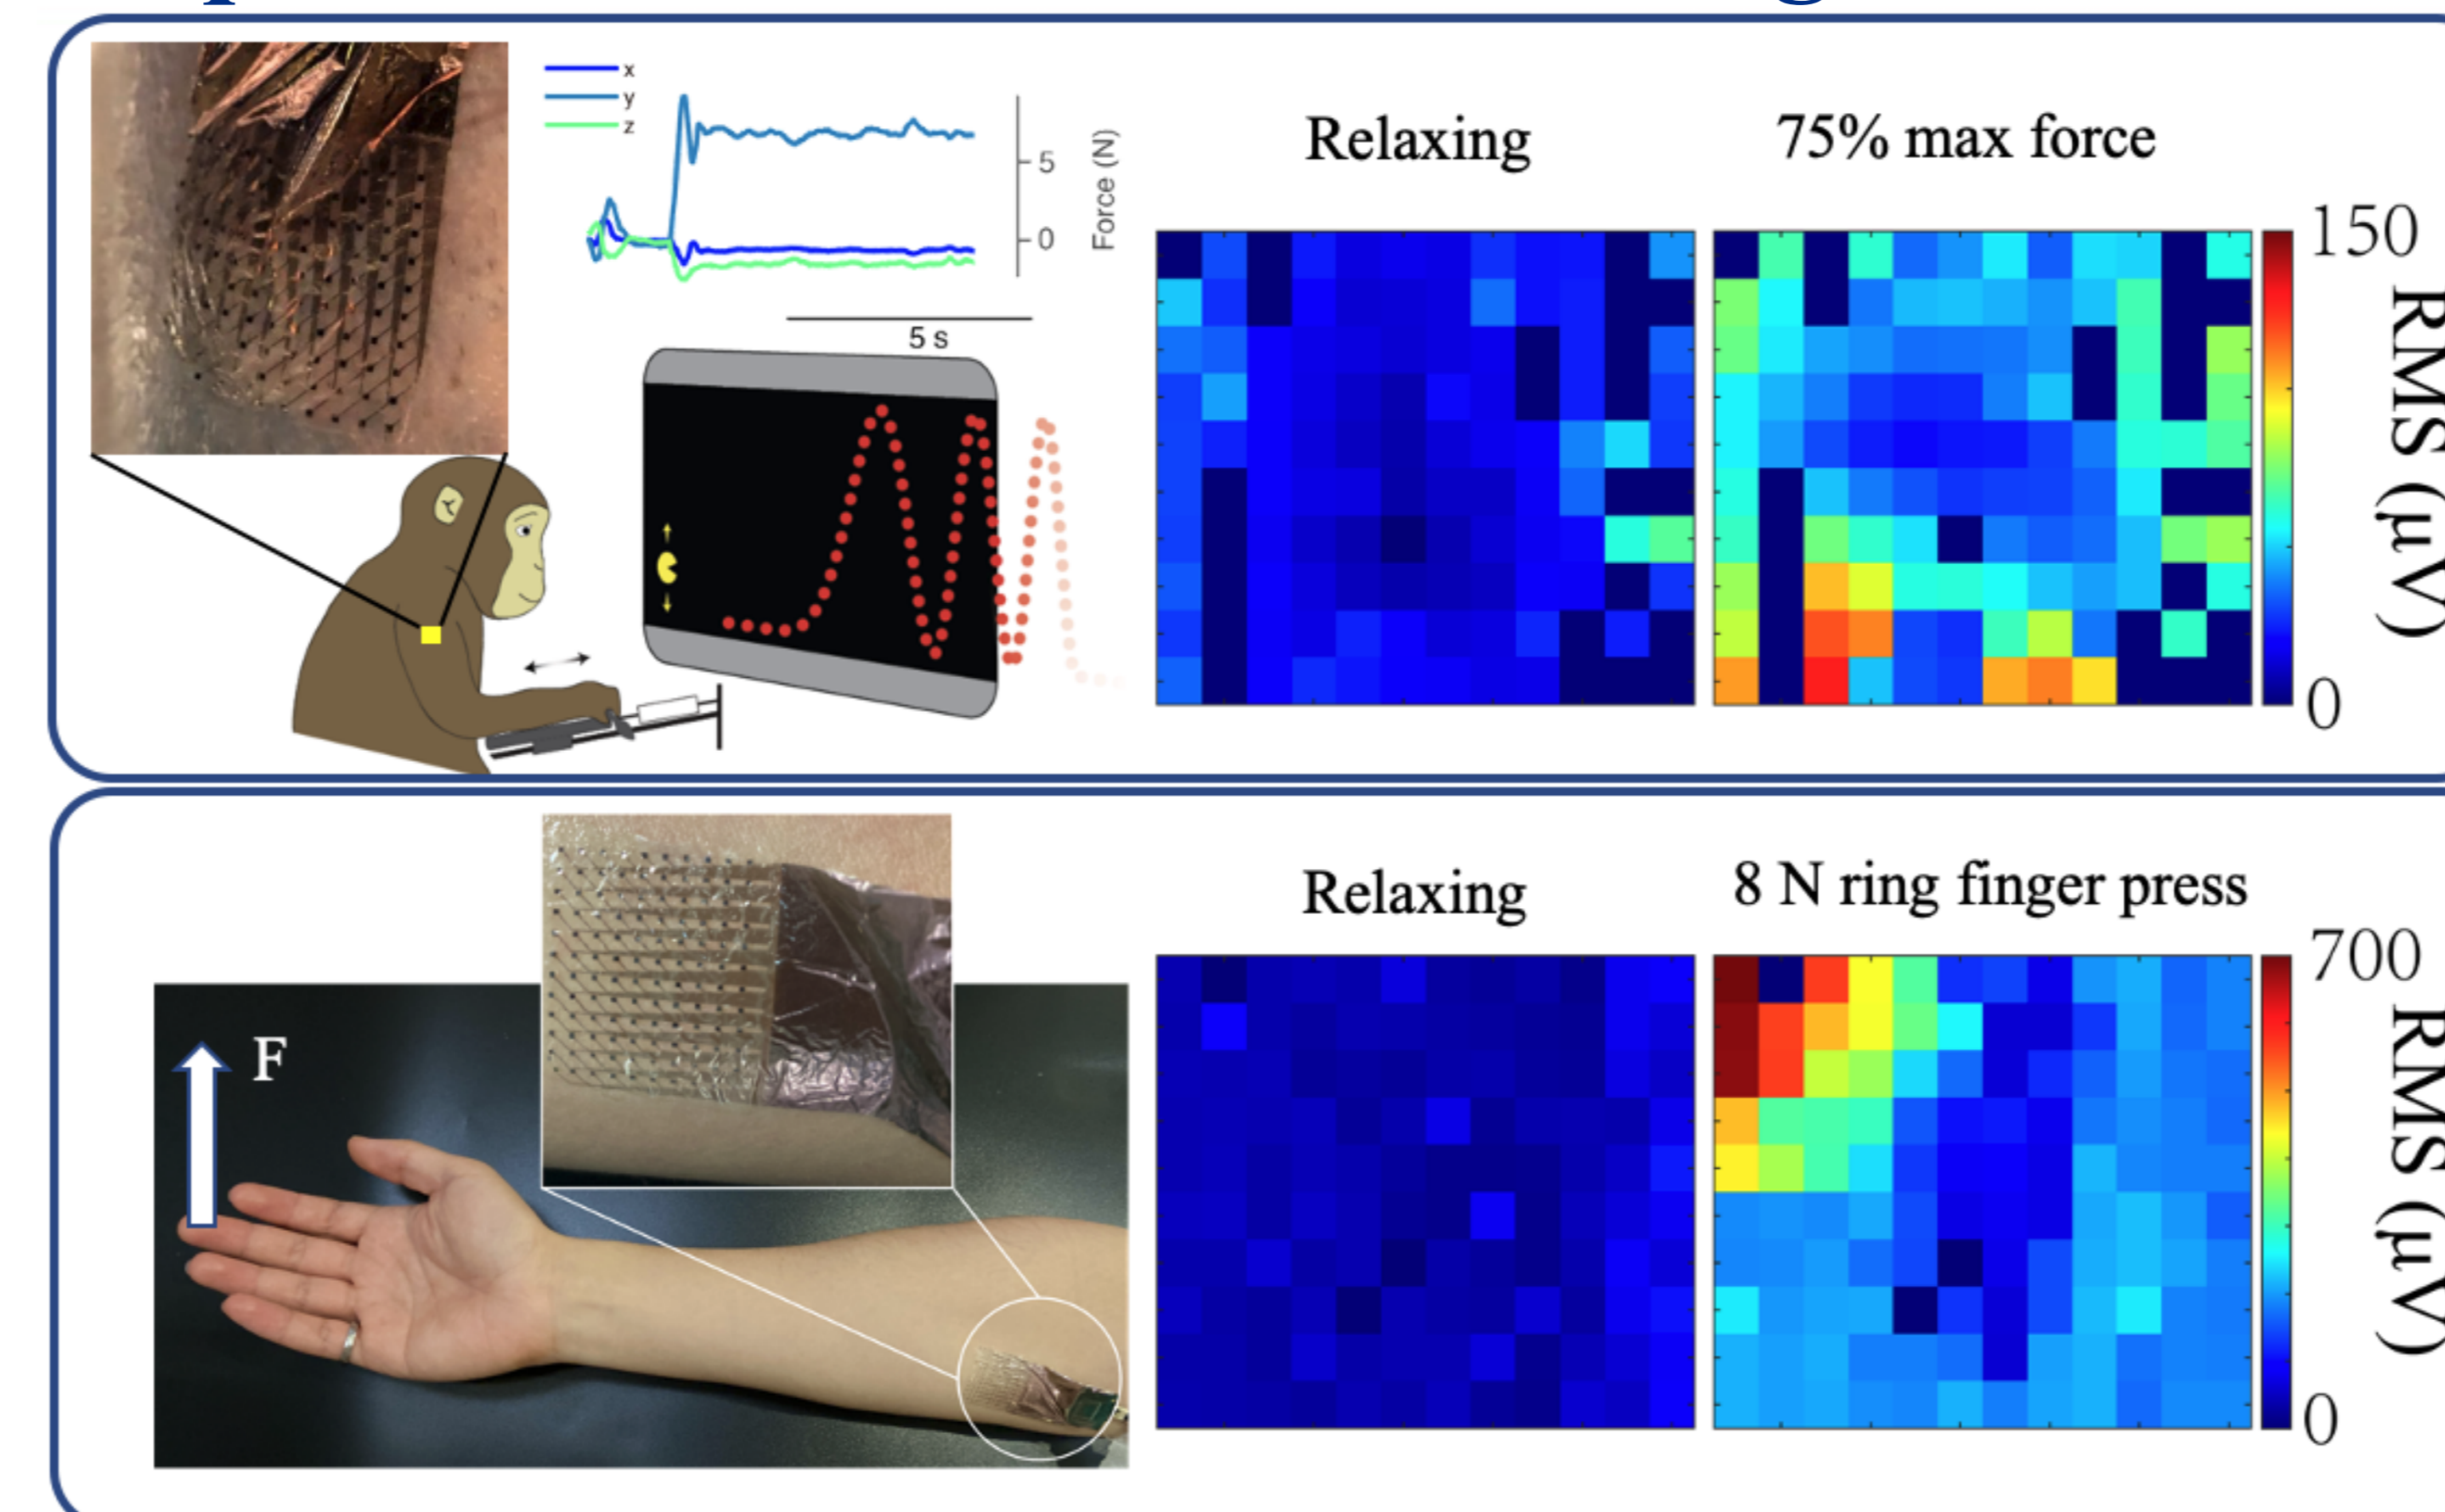 x
y
z
5
0
Force (N)
5 s
Relaxing
75% max force
150
RMS (μV)
0
F
Relaxing
8 N ring finger press
700
RMS (μV)
0